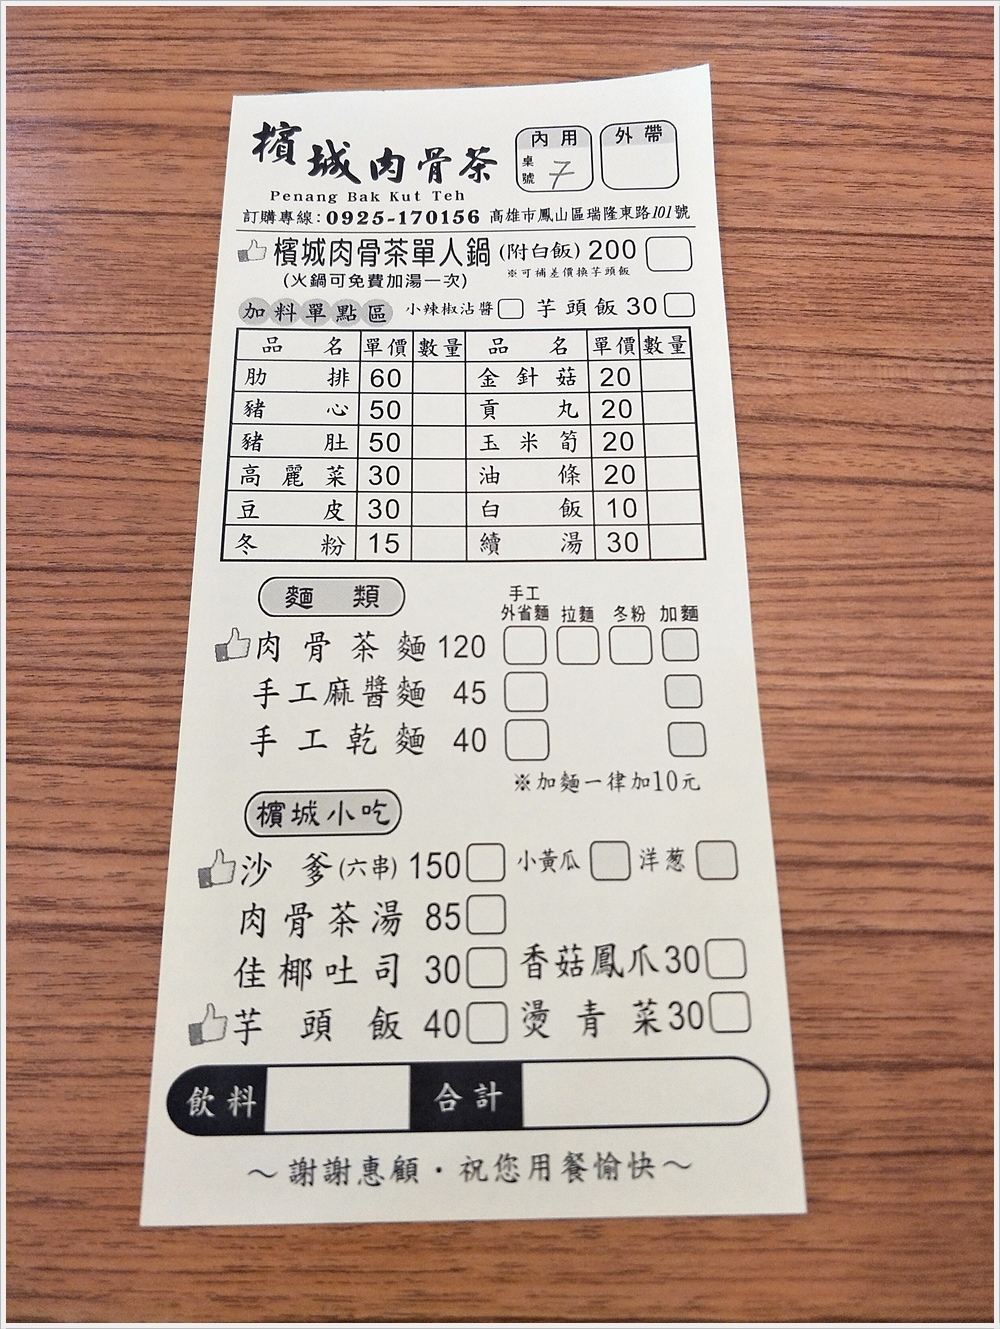 檳城肉骨茶
內用
外帶
桌號 7
Penang Bak Kut Teh
訂購專線:0925-170156 高雄市鳳山區瑞隆東路101號
檳城肉骨茶單人鍋(附白飯) 200
※可補差價換芋頭飯
(火鍋可免費加湯一次)
加料單點區 小辣椒沾醬 芋頭飯 30
品名 單價 數量 品名 單價 數量
肋排 60 金針菇 20
豬心 50 貢丸 20
豬肚 50 玉米筍 20
高麗菜 30 油條 20
豆皮 30 白飯 10
冬粉 15 續湯 30
麵類
手工外省麵 拉麵 冬粉 加麵
肉骨茶麵 120
手工麻醬麵 45
手工乾麵 40
※加麵一律加10元
檳城小吃
沙爹(六串) 150 小黃瓜 洋葱
肉骨茶湯 85
佳椰吐司 30 香菇鳳爪 30
芋頭飯 40 燙青菜 30
飲料 合計
～謝謝惠顧・祝您用餐愉快～